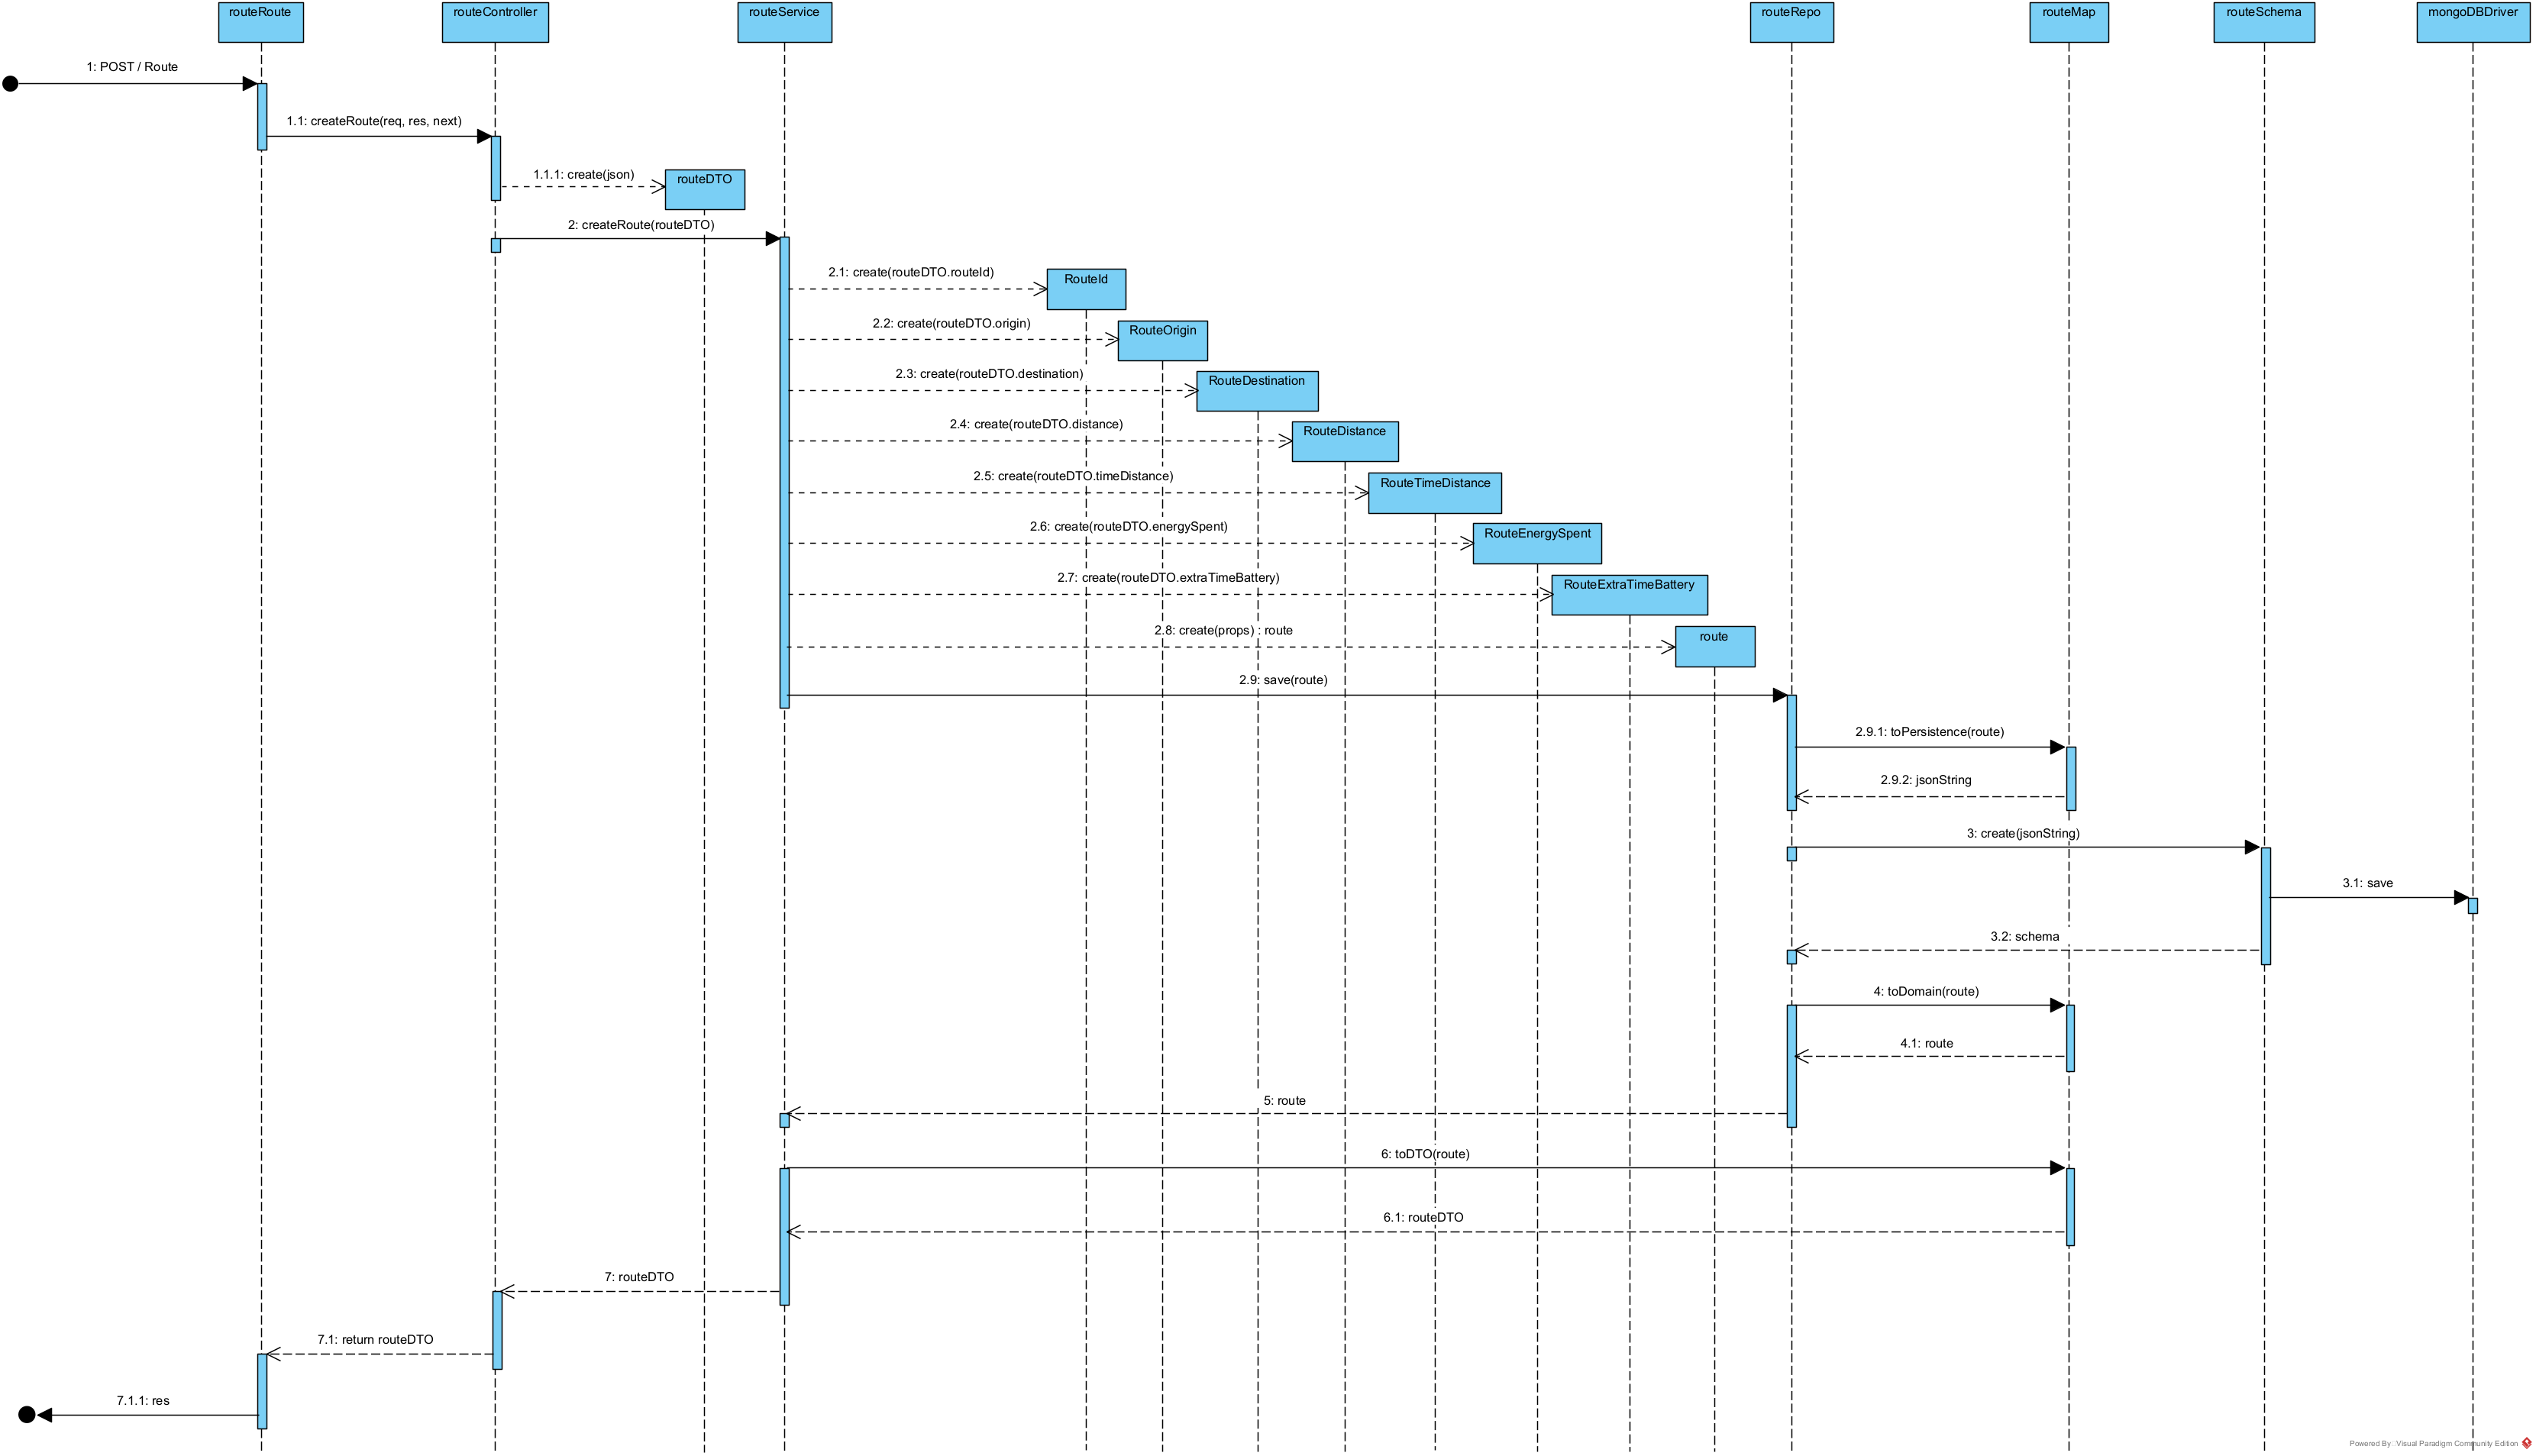 routeRoute
routeController
routeService
routeRepo
routeMap
routeSchema
mongoDBDriver
1: POST / Route
1.1: createRoute(req, res, next)
1.1.1: create(json)
routeDTO
2: createRoute(routeDTO)
2.1: create(routeDTO.routeId)
RouteId
2.2: create(routeDTO.origin)
RouteOrigin
2.3: create(routeDTO.destination)
RouteDestination
2.4: create(routeDTO.distance)
RouteDistance
2.5: create(routeDTO.timeDistance)
RouteTimeDistance
2.6: create(routeDTO.energySpent)
RouteEnergySpent
2.7: create(routeDTO.extraTimeBattery)
RouteExtraTimeBattery
2.8: create(props) : route
route
2.9: save(route)
2.9.1: toPersistence(route)
2.9.2: jsonString
3: create(jsonString)
3.1: save
3.2: schema
4: toDomain(route)
4.1: route
5: route
6: toDTO(route)
6.1: routeDTO
7: routeDTO
7.1: return routeDTO
7.1.1: res
Powered By: Visual Paradigm Community Edition